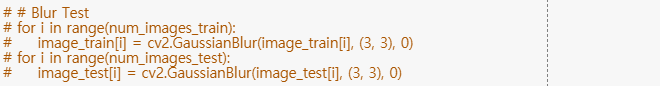 # # Blur Test
# for i in range(num_images_train):
#     image_train[i] = cv2.GaussianBlur(image_train[i], (3, 3), 0)
# for i in range(num_images_test):
#     image_test[i] = cv2.GaussianBlur(image_test[i], (3, 3), 0)